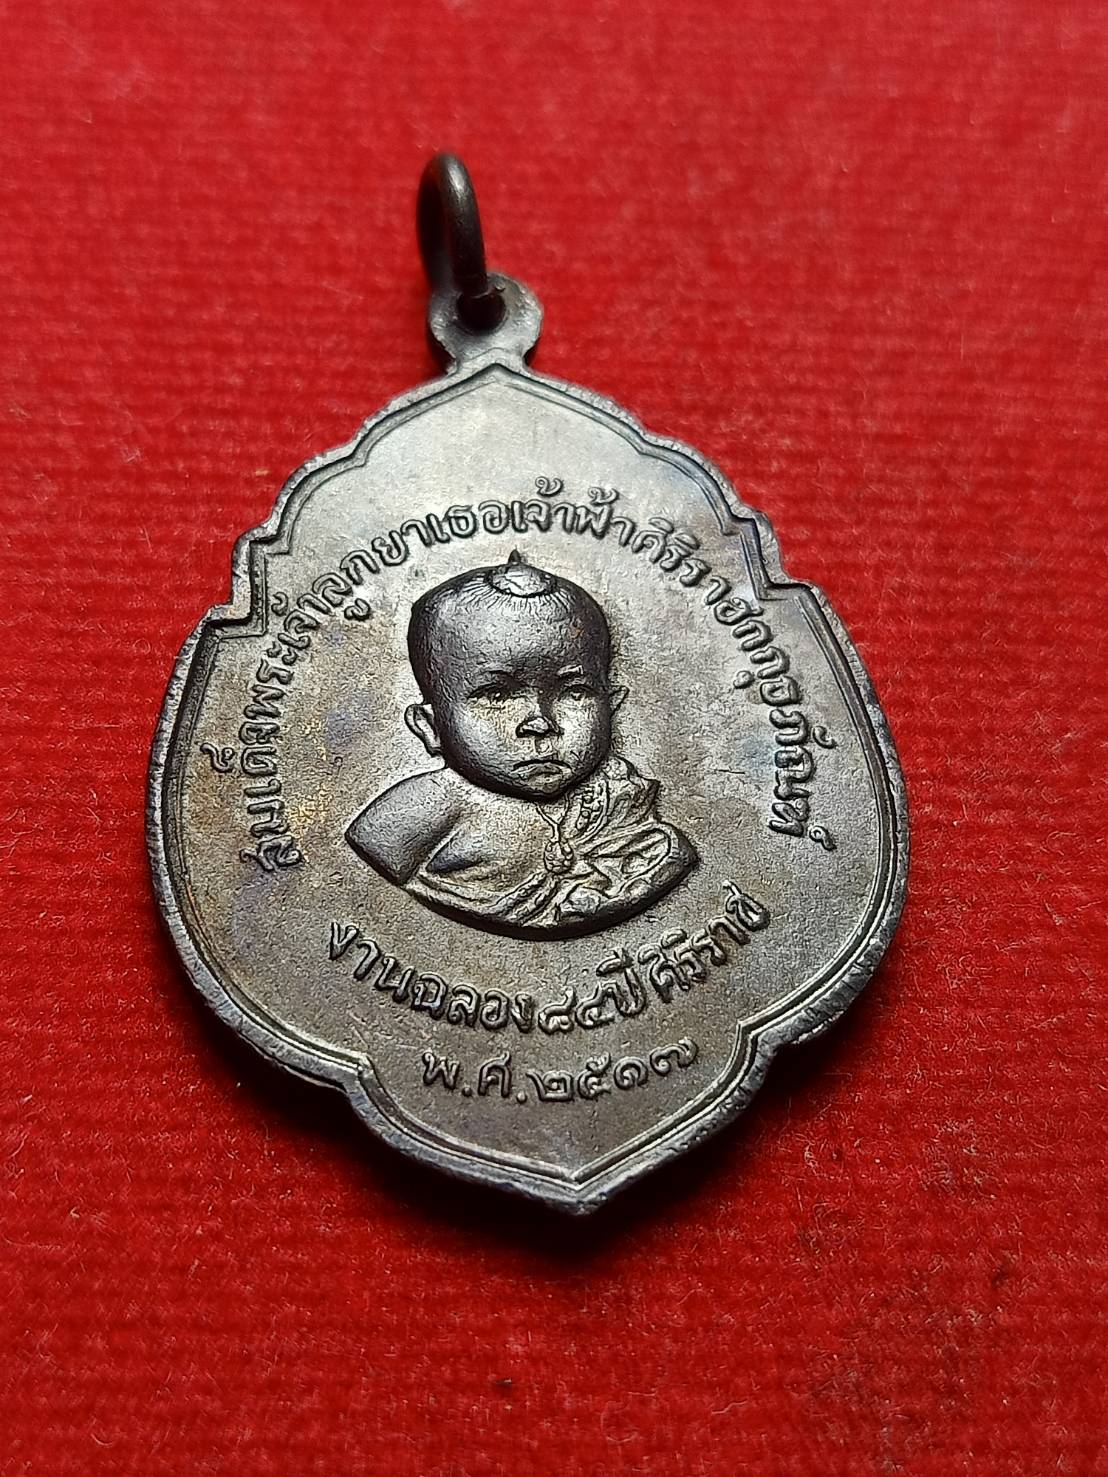 สมเด็จพระเจ้าลูกยาเธอเจ้าฟ้าศิริราชกกุธภัณฑ์
งานฉลอง๘๔ปีศิริราช
พ.ศ.๒๕๑๗